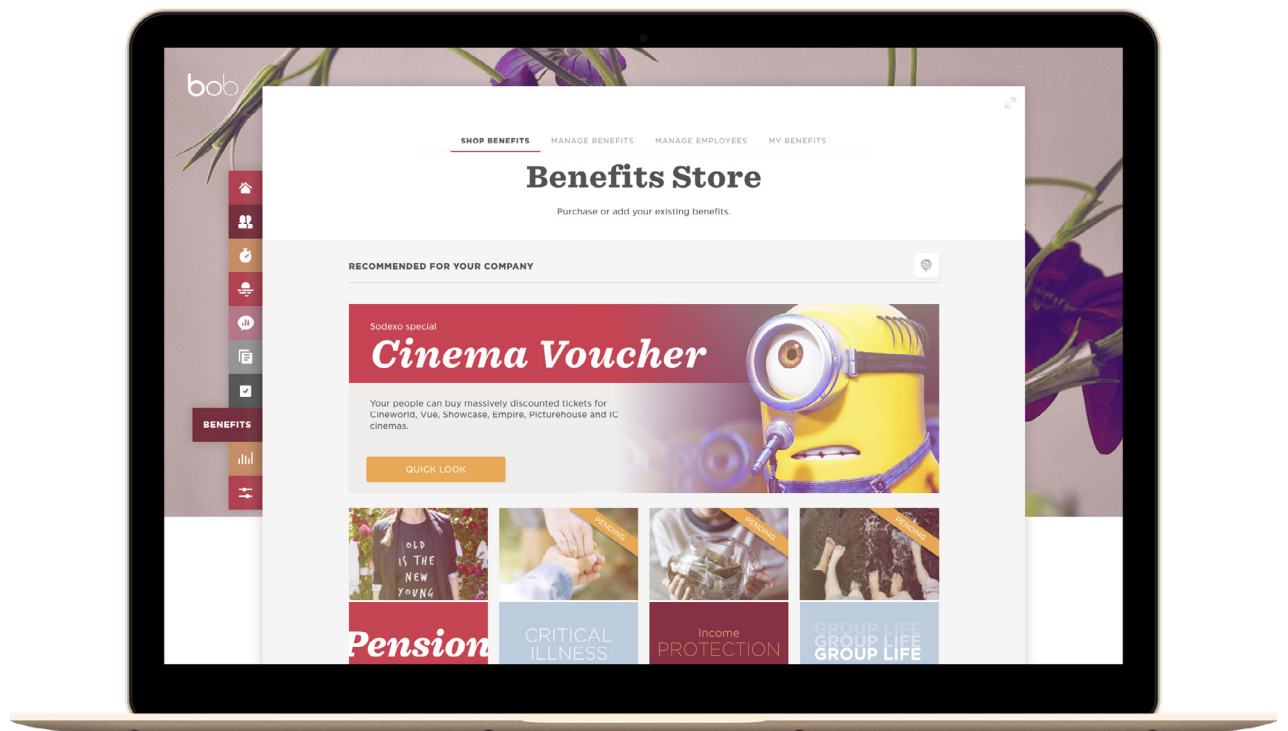 bob
SHOP BENEFITS MANAGE BENEFITS MANAGE EMPLOYEES MY BENEFITS
Benefits Store
Purchase or add your existing benefits.
RECOMMENDED FOR YOUR COMPANY
Sodexo special
Cinema Voucher
Your people can buy massively discounted tickets for
Cineworld, Vue, Showcase, Empire, Picturehouse and IC
cinemas.
BENEFITS
QUICK LOOK
OLD
IS THE
NEW
YOUNG
PENDING
PENDING
PENDING
Pension
CRITICAL
ILLNESS
Income
PROTECTION
GROUP LIFE
GROUP LIFE
GROUP LIFE